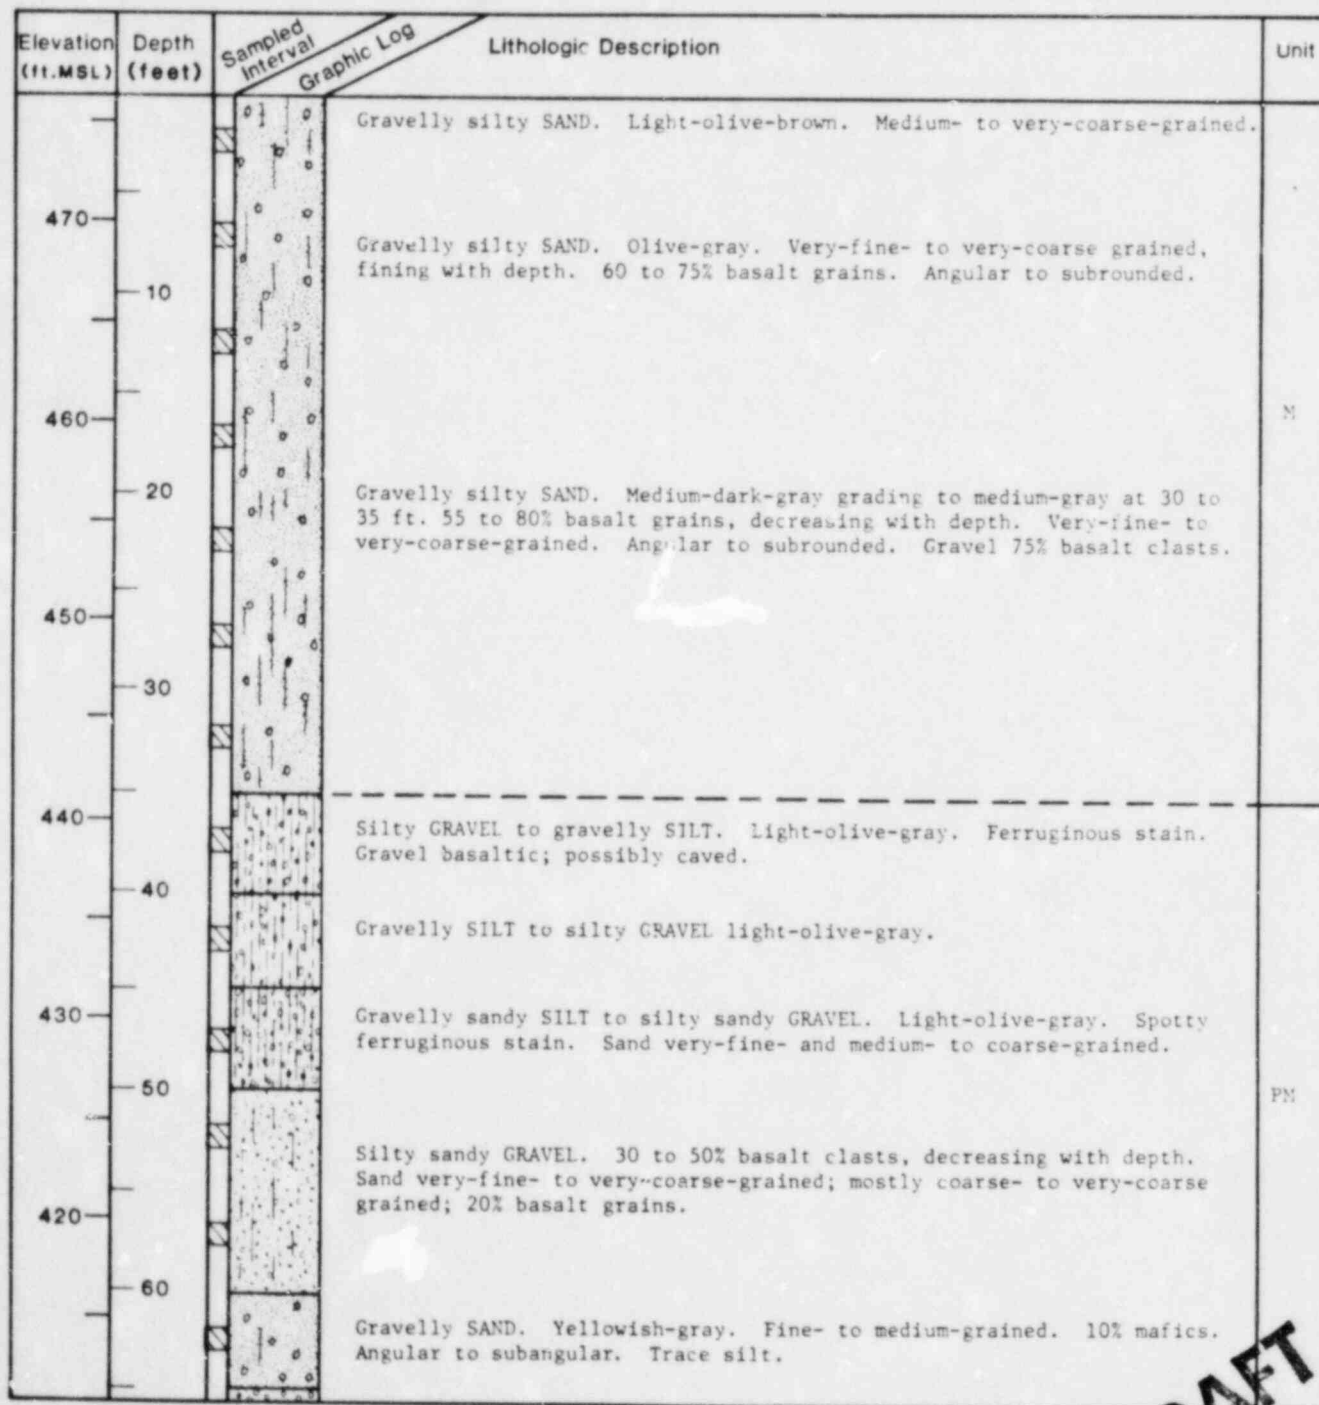 Elevation
(ft.MSL)
Depth
(feet)
Sampled
Interval
Graphic Log
Lithologic Description
Unit
Gravelly silty SAND. Light-olive-brown. Medium- to very-coarse-grained.
470
Gravelly silty SAND. Olive-gray. Very-fine- to very-coarse grained,
fining with depth. 60 to 75% basalt grains. Angular to subrounded.
10
460
M
20
Gravelly silty SAND. Medium-dark-gray grading to medium-gray at 30 to
35 ft. 55 to 80% basalt grains, decreasing with depth. Very-fine- to
very-coarse-grained. Angular to subrounded. Gravel 75% basalt clasts.
450
30
440
Silty GRAVEL to gravelly SILT. Light-olive-gray. Ferruginous stain.
Gravel basaltic; possibly caved.
40
Gravelly SILT to silty GRAVEL light-olive-gray.
430
Gravelly sandy SILT to silty sandy GRAVEL. Light-olive-gray. Spotty
ferruginous stain. Sand very-fine- and medium- to coarse-grained.
50
PM
Silty sandy GRAVEL. 30 to 50% basalt clasts, decreasing with depth.
Sand very-fine- to very-coarse-grained; mostly coarse- to very-coarse
grained; 20% basalt grains.
420
60
Gravelly SAND. Yellowish-gray. Fine- to medium-grained. 10% mafics.
Angular to subangular. Trace silt.